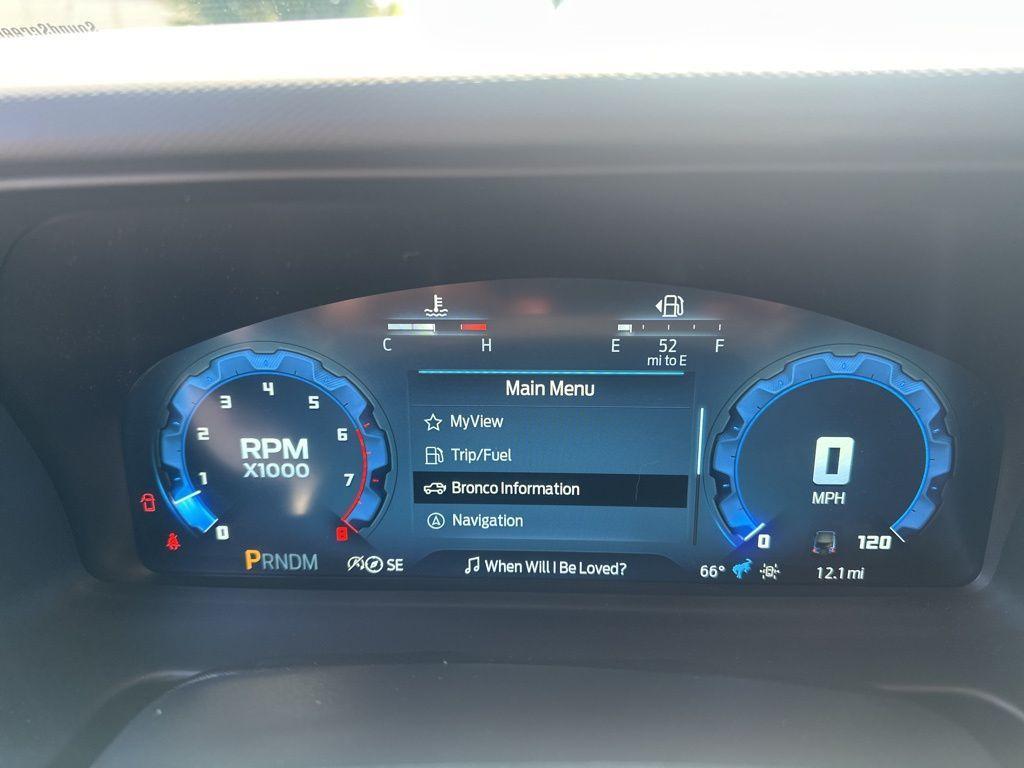 SoundScreen
C H
E 52 F
mi to E
Main Menu
MyView
Trip/Fuel
Bronco Information
Navigation
0 1 2 3 4 5 6 7 8
RPM
X1000
0
MPH
0 120
PRNDM
SE
When Will I Be Loved?
66°
12.1 mi